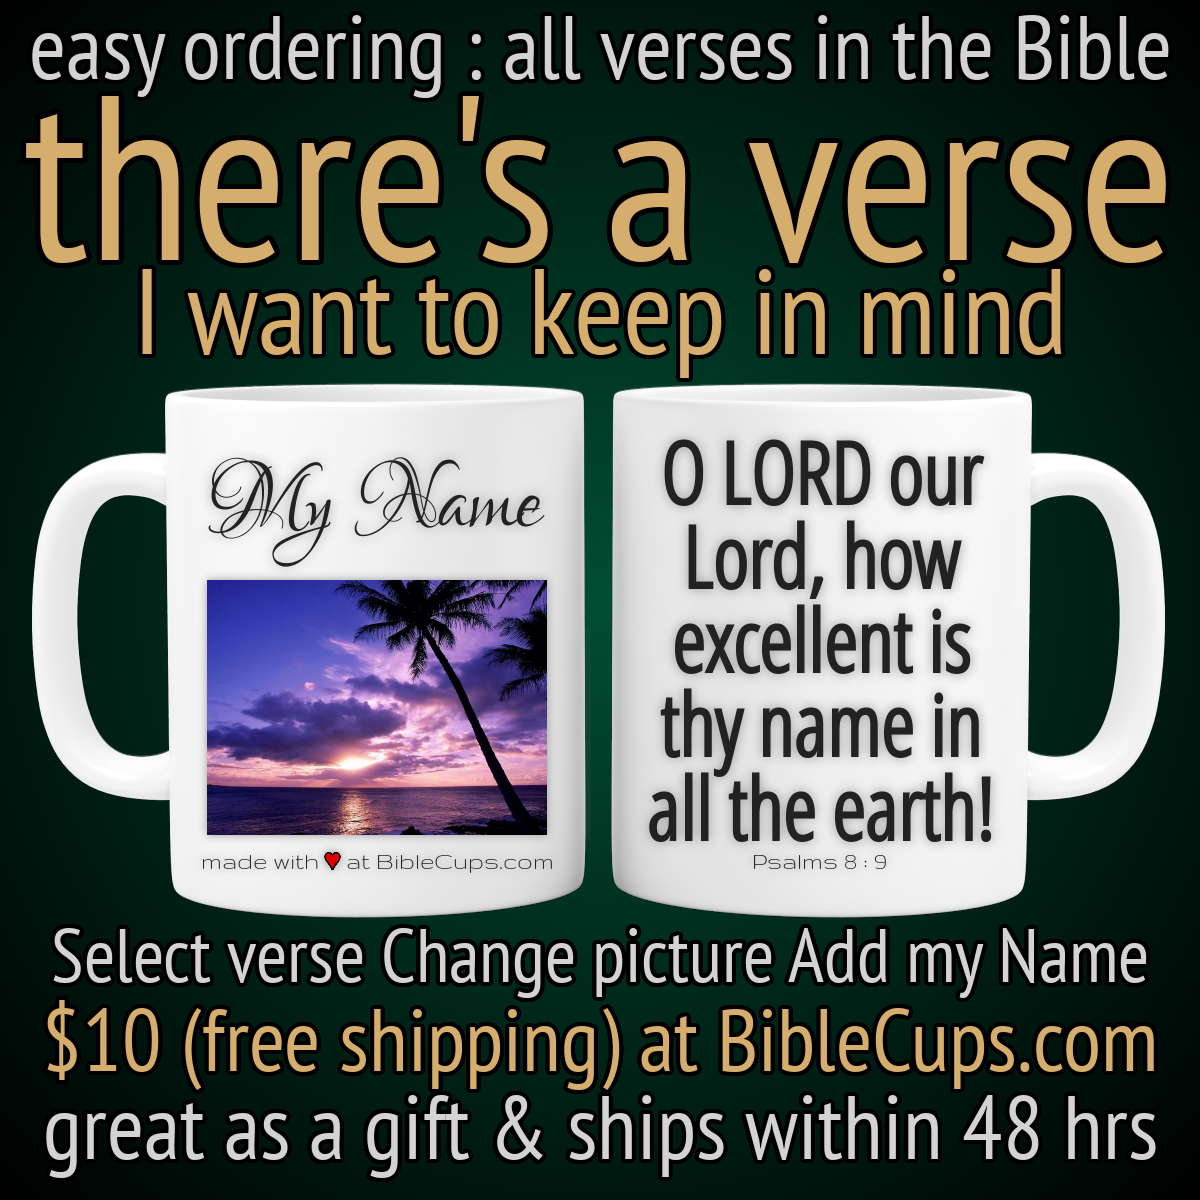 easy ordering : all verses in the Bible
there's a verse
I want to keep in mind
My Name
made with ❤ at BibleCups.com
O LORD our
Lord, how
excellent is
thy name in
all the earth!
Psalms 8 : 9
Select verse Change picture Add my Name
$10 (free shipping) at BibleCups.com
great as a gift & ships within 48 hrs